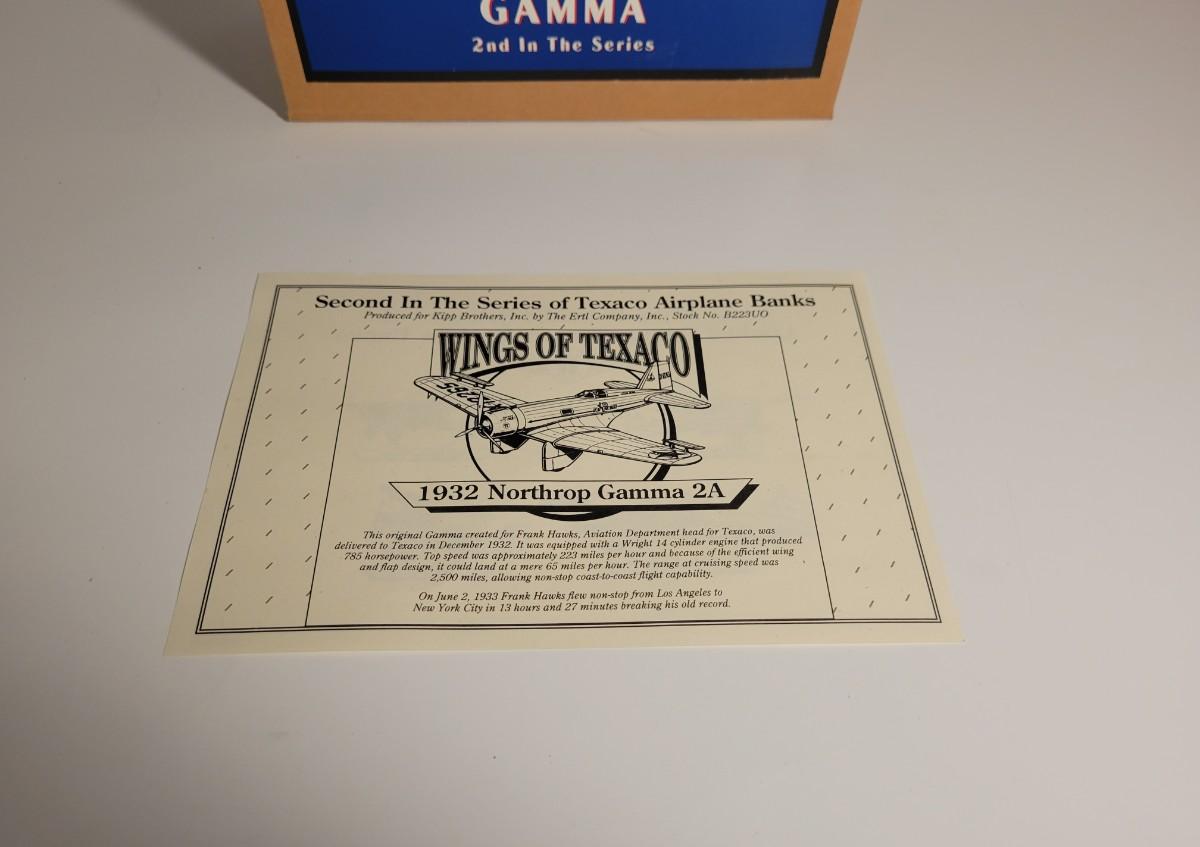 GAMMA
2nd In The Series
Second In The Series of Texaco Airplane Banks
Produced for Kipp Brothers, Inc. by The Ertl Company, Inc., Stock No. B223UO
WINGS OF TEXACO
1932 Northrop Gamma 2A
This original Gamma created for Frank Hawks, Aviation Department head for Texaco, was
delivered to Texaco in December 1932. It was equipped with a Wright 14 cylinder engine that produced
785 horsepower. Top speed was approximately 223 miles per hour and because of the efficient wing
and flap design, it could land at a mere 65 miles per hour. The range at cruising speed was
2,500 miles, allowing non-stop coast-to-coast flight capability.
On June 2, 1933 Frank Hawks flew non-stop from Los Angeles to
New York City in 13 hours and 27 minutes breaking his old record.